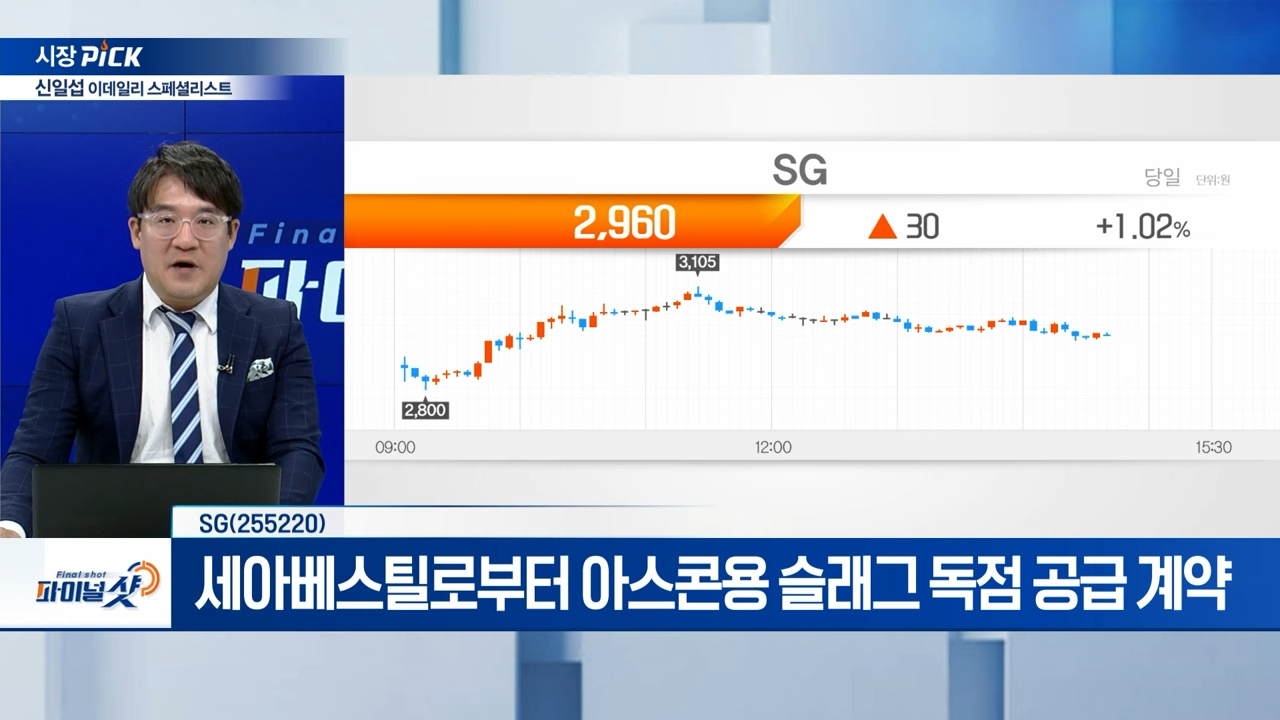 시장 PICK
신일섭 이데일리 스페셜리스트
Fina
파이
SG
당일 단위:원
2,960 ▲ 30 +1.02%
3,105
2,800
09:00 12:00 15:30
SG(255220)
Final shot
파이널샷
세아베스틸로부터 아스콘용 슬래그 독점 공급 계약